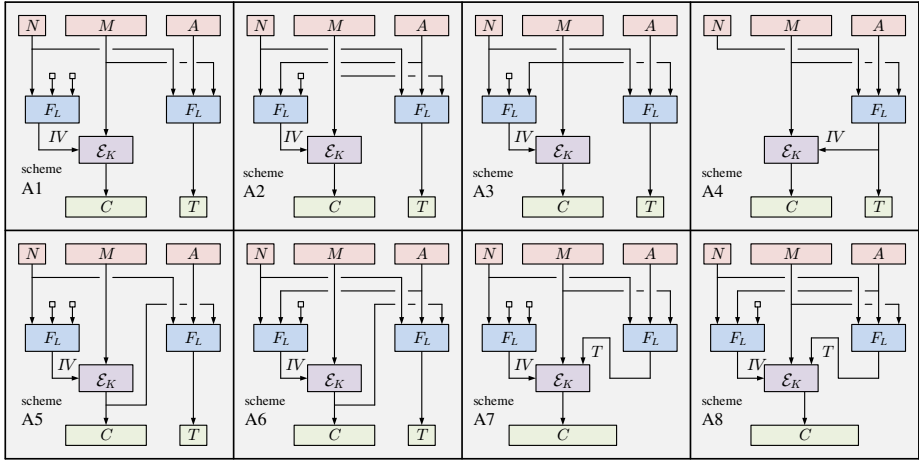 N M A N M A N M A N M A
F_L F_L F_L F_L F_L F_L F_L
IV IV IV IV
ℰ_K ℰ_K ℰ_K ℰ_K
scheme scheme scheme scheme
A1 A2 A3 A4
C T C T C T C T
N M A N M A N M A N M A
F_L F_L F_L F_L F_L F_L F_L F_L
T T
IV IV IV IV
ℰ_K ℰ_K ℰ_K ℰ_K
scheme scheme scheme scheme
A5 A6 A7 A8
C T C T C C